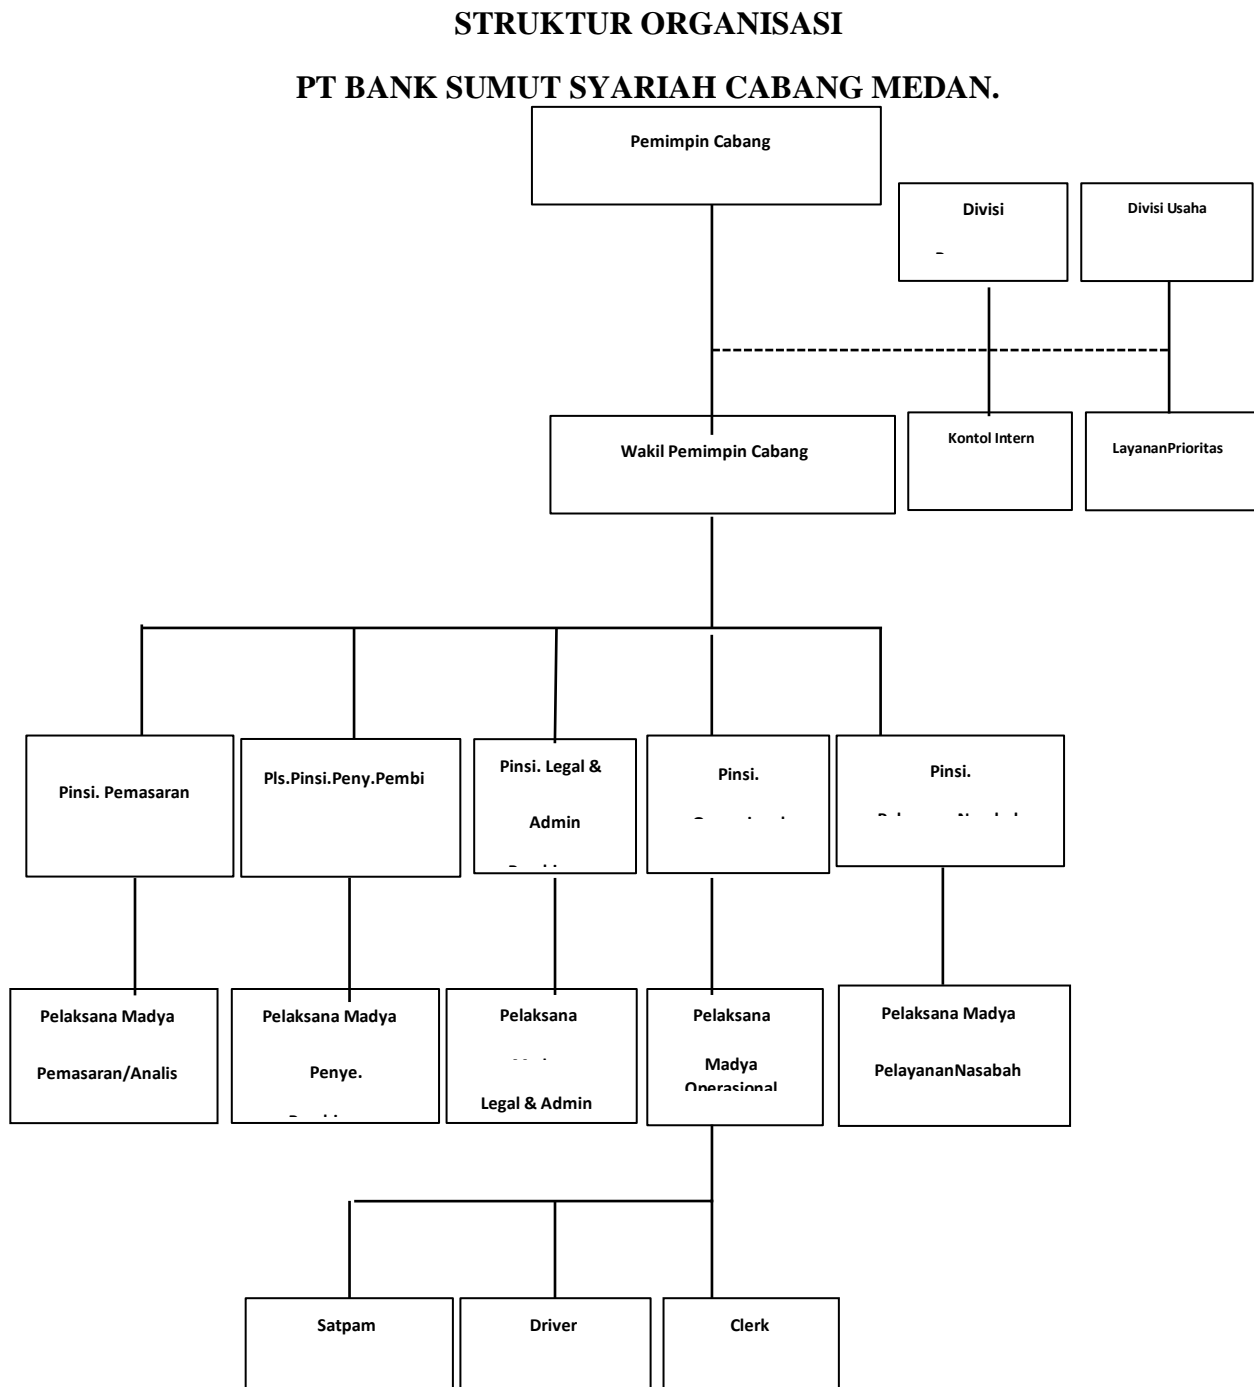 STRUKTUR ORGANISASI
PT BANK SUMUT SYARIAH CABANG MEDAN.
Pemimpin Cabang
Divisi
Divisi Usaha
Wakil Pemimpin Cabang
Kontol Intern
LayananPrioritas
Pinsi. Pemasaran
Pls.Pinsi.Peny.Pembi
Pinsi. Legal &
Admin
Pinsi.
Pinsi.
Pelaksana Madya
Pemasaran/Analis
Pelaksana Madya
Penye.
Pelaksana
Legal & Admin
Pelaksana
Madya
Operasional
Pelaksana Madya
PelayananNasabah
Satpam
Driver
Clerk